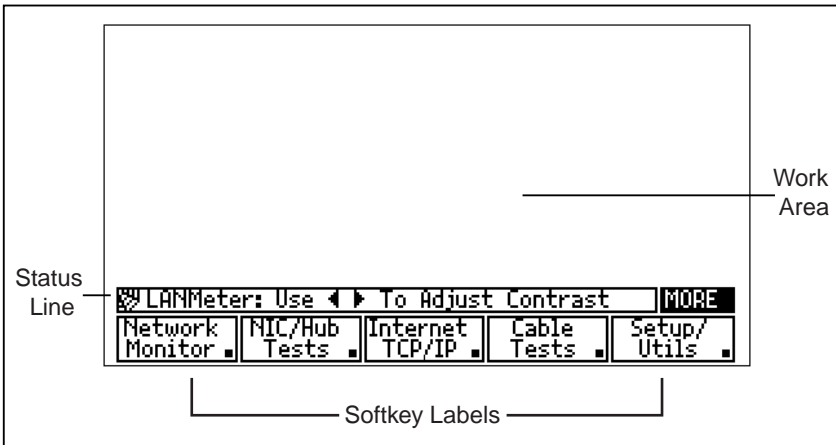 Work
Area
Status
Line
LANMeter: Use ◀ ▶ To Adjust Contrast MORE
Network Monitor
NIC/Hub Tests
Internet TCP/IP
Cable Tests
Setup/ Utils
Softkey Labels